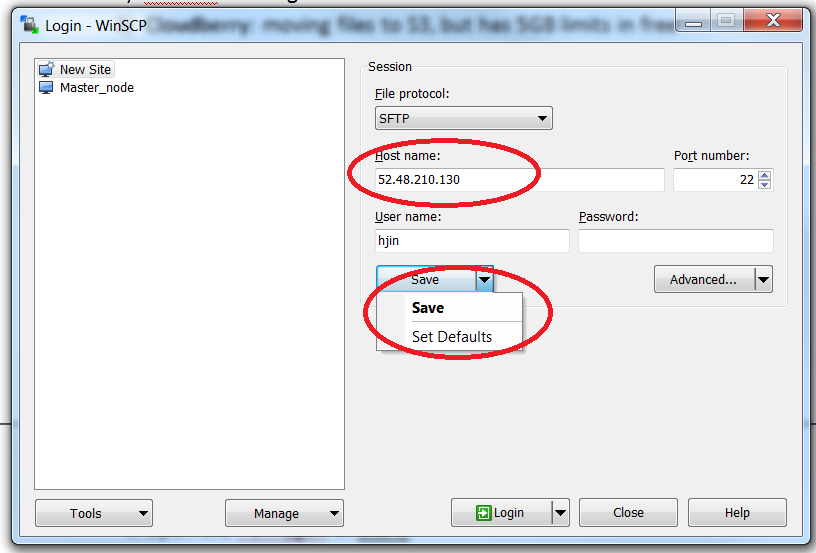 Login - WinSCP
Cloudberry: moving files to S3, but has 5GB limits in free
New Site
Master_node
Session
File protocol:
SFTP
Host name:
Port number:
52.48.210.130
22
User name:
Password:
hjin
Save
Advanced...
Save
Set Defaults
Tools
Manage
Login
Close
Help